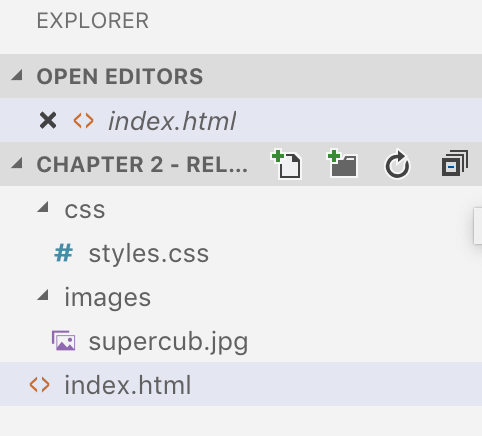 EXPLORER
OPEN EDITORS
index.html
CHAPTER 2 - REL...
css
styles.css
images
supercub.jpg
index.html